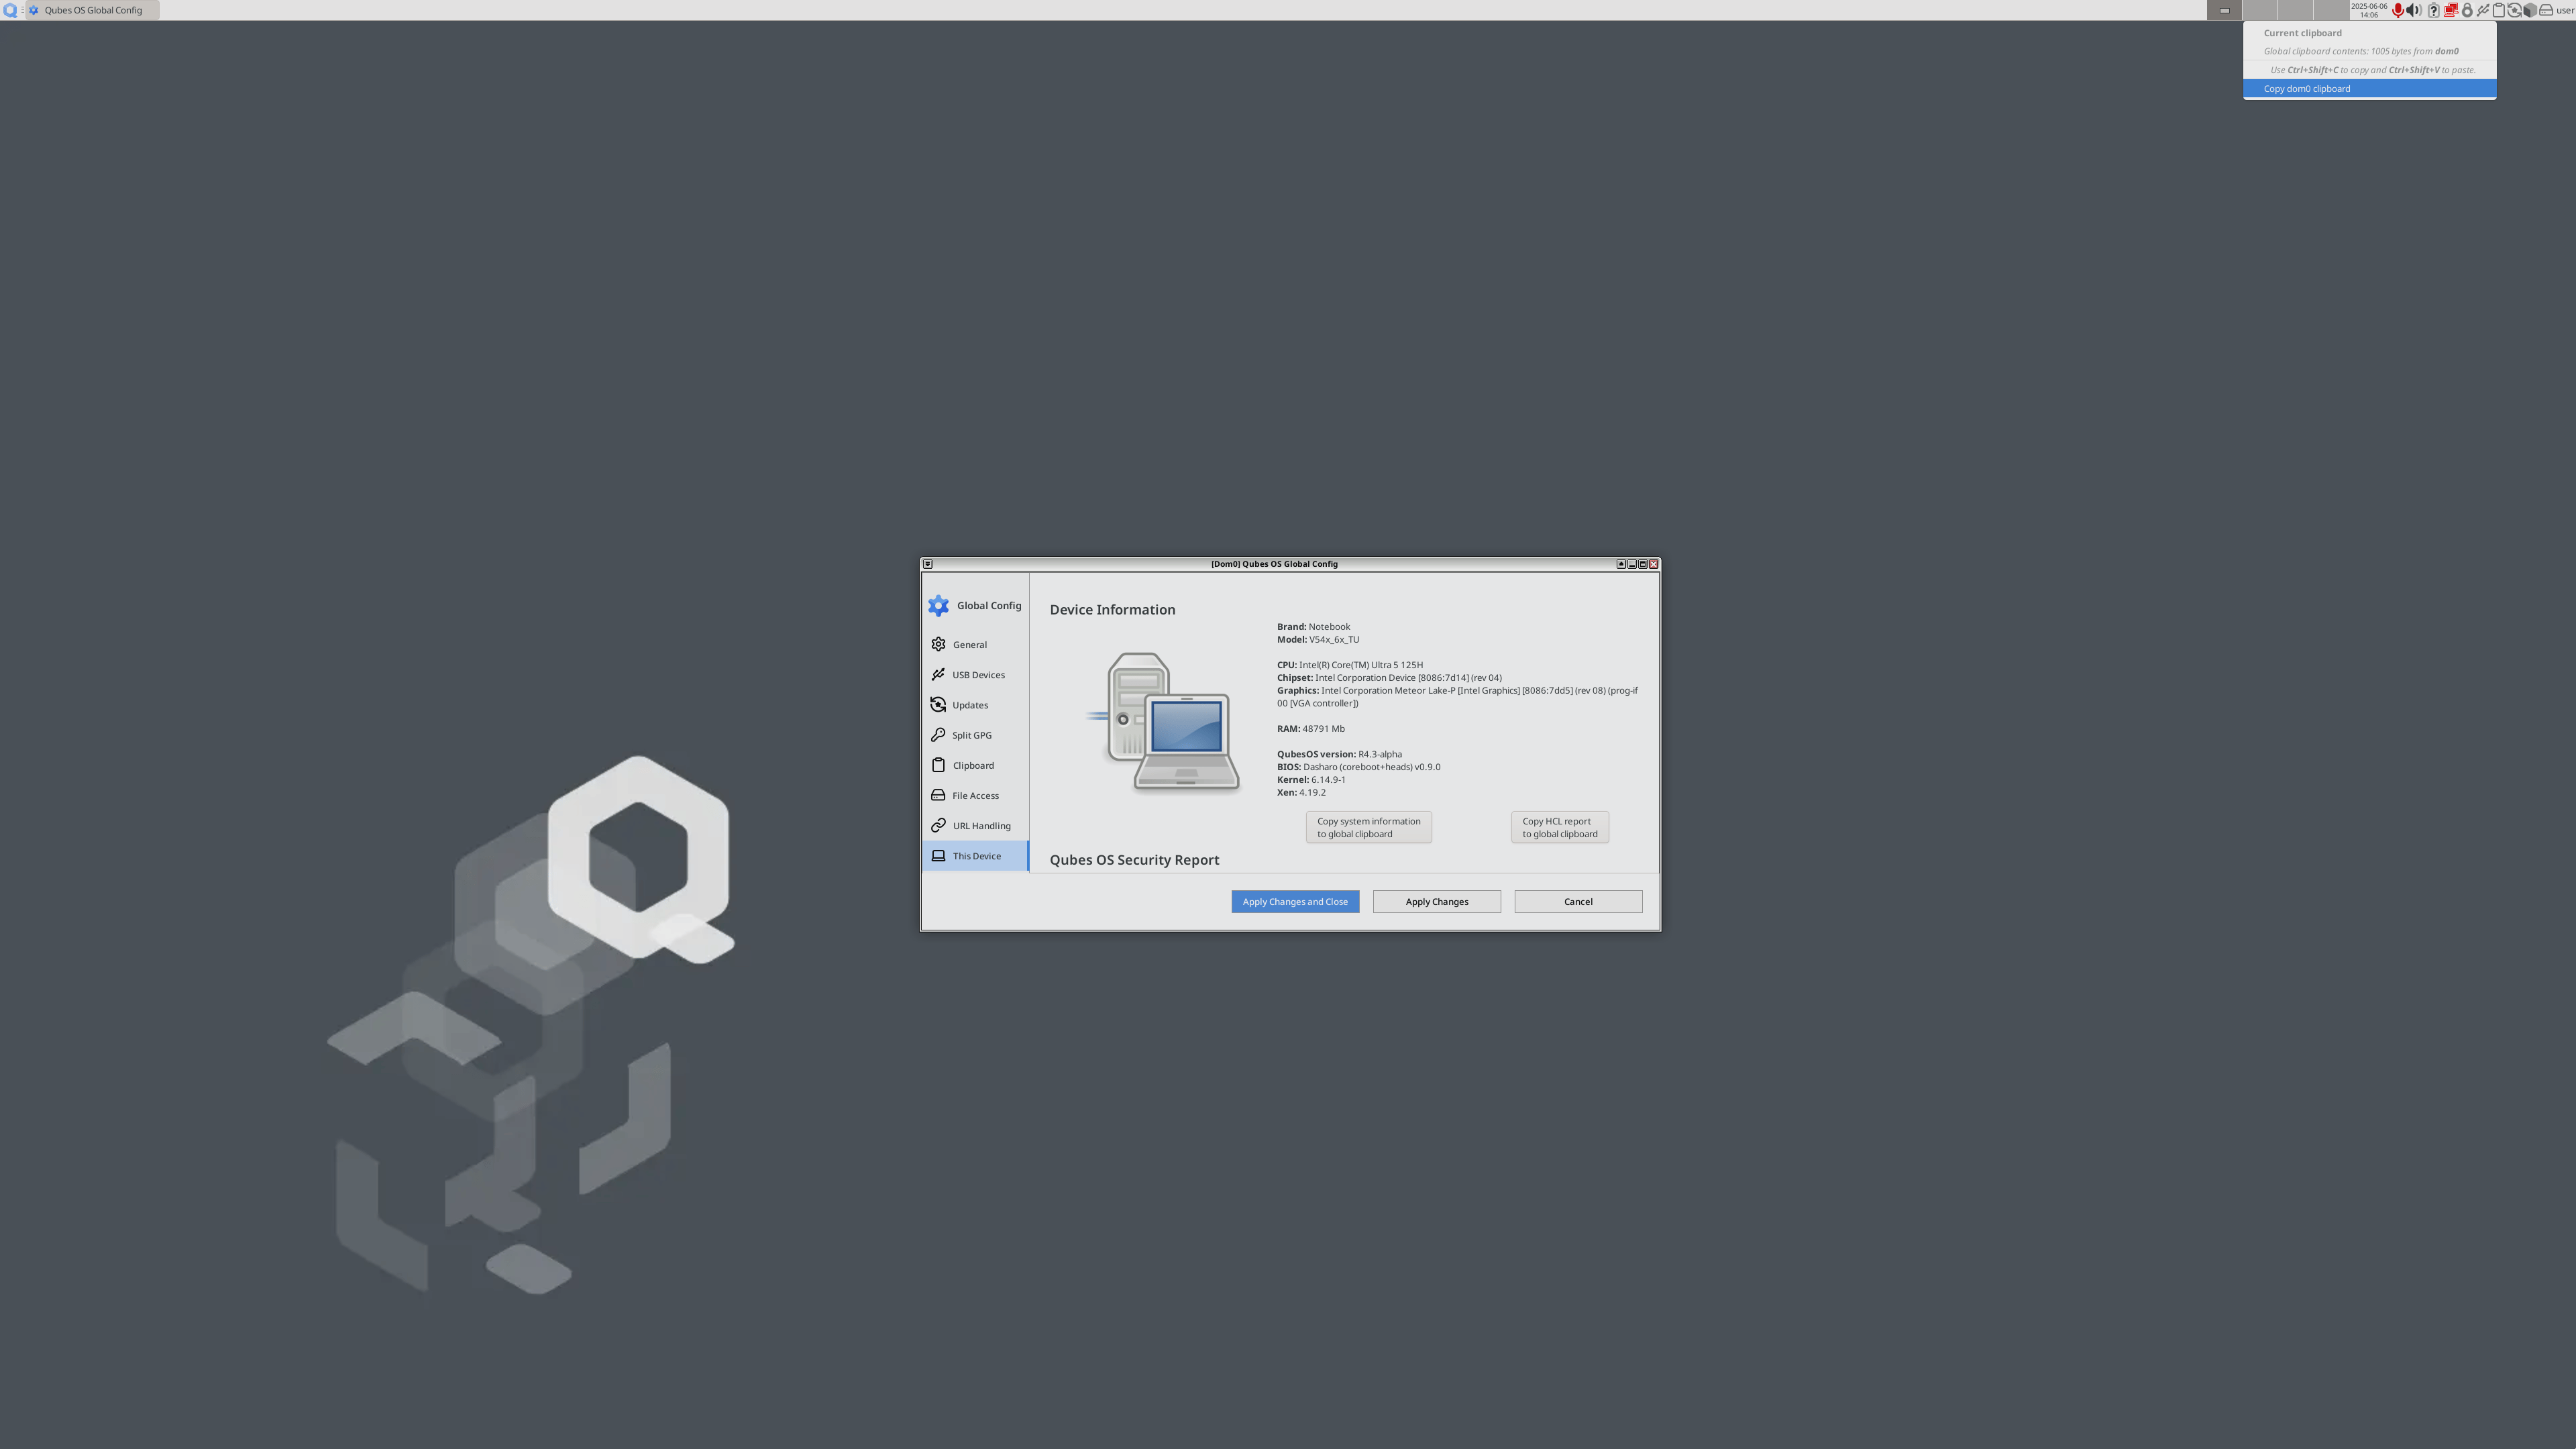 Qubes OS Global Config
2025-06-06
14:06
user
Current clipboard
Global clipboard contents: 1005 bytes from dom0
Use Ctrl+Shift+C to copy and Ctrl+Shift+V to paste.
Copy dom0 clipboard
[Dom0] Qubes OS Global Config
Global Config
General
USB Devices
Updates
Split GPG
Clipboard
File Access
URL Handling
This Device
Device Information
Brand: Notebook
Model: V54x_6x_TU
CPU: Intel(R) Core(TM) Ultra 5 125H
Chipset: Intel Corporation Device [8086:7d14] (rev 04)
Graphics: Intel Corporation Meteor Lake-P [Intel Graphics] [8086:7dd5] (rev 08) (prog-if
00 [VGA controller])
RAM: 48791 Mb
QubesOS version: R4.3-alpha
BIOS: Dasharo (coreboot+heads) v0.9.0
Kernel: 6.14.9-1
Xen: 4.19.2
Copy system information
to global clipboard
Copy HCL report
to global clipboard
Qubes OS Security Report
Apply Changes and Close
Apply Changes
Cancel